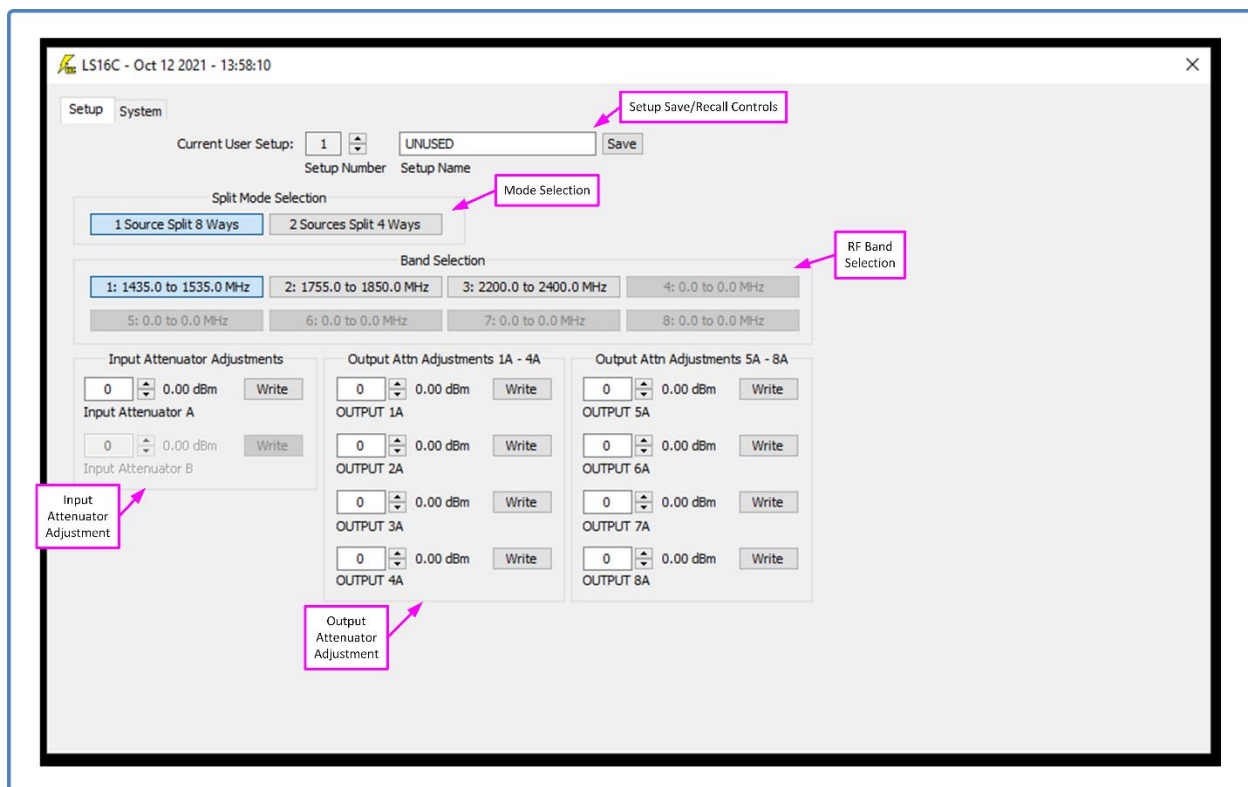 LS16C - Oct 12 2021 - 13:58:10
Setup System
Setup Save/Recall Controls
Current User Setup: 1 UNUSED Save
Setup Number Setup Name
Mode Selection
Split Mode Selection
1 Source Split 8 Ways 2 Sources Split 4 Ways
RF Band
Selection
Band Selection
1: 1435.0 to 1535.0 MHz 2: 1755.0 to 1850.0 MHz 3: 2200.0 to 2400.0 MHz 4: 0.0 to 0.0 MHz
5: 0.0 to 0.0 MHz 6: 0.0 to 0.0 MHz 7: 0.0 to 0.0 MHz 8: 0.0 to 0.0 MHz
Input Attenuator Adjustments
0 0.00 dBm Write
Input Attenuator A
0 0.00 dBm Write
Input Attenuator B
Input
Attenuator
Adjustment
Output Attn Adjustments 1A - 4A
0 0.00 dBm Write
OUTPUT 1A
0 0.00 dBm Write
OUTPUT 2A
0 0.00 dBm Write
OUTPUT 3A
0 0.00 dBm Write
OUTPUT 4A
Output
Attenuator
Adjustment
Output Attn Adjustments 5A - 8A
0 0.00 dBm Write
OUTPUT 5A
0 0.00 dBm Write
OUTPUT 6A
0 0.00 dBm Write
OUTPUT 7A
0 0.00 dBm Write
OUTPUT 8A